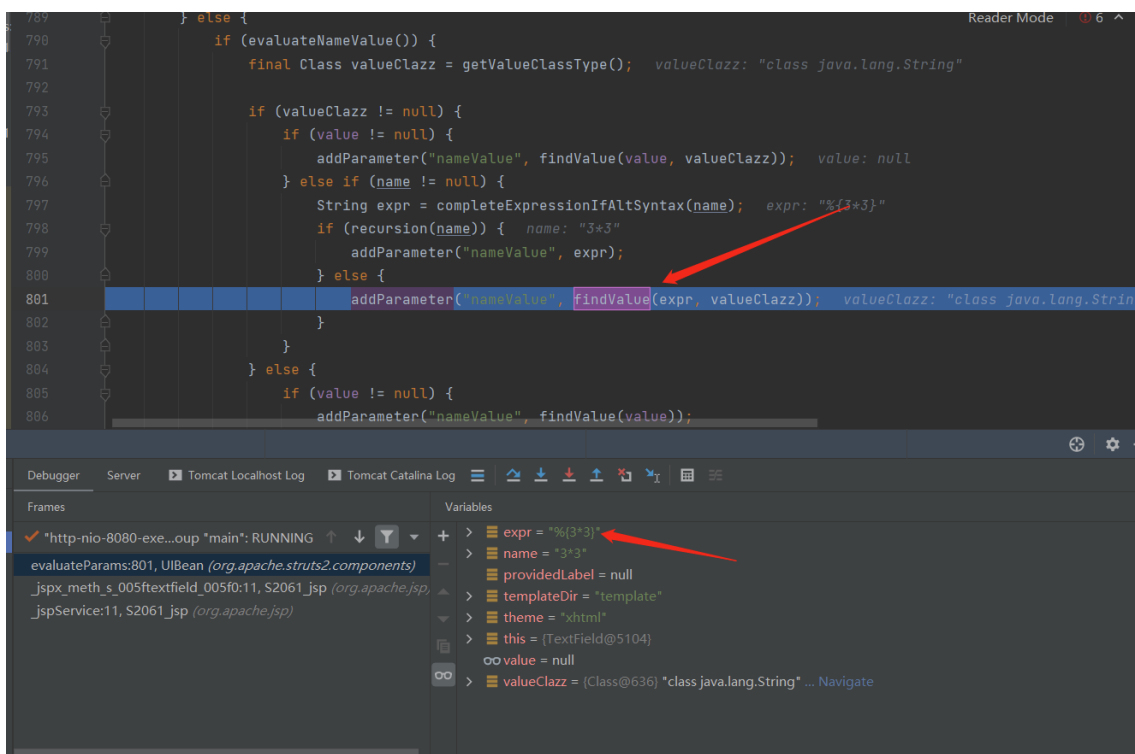 789 } else { Reader Mode 6
790 if (evaluateNameValue()) {
791 final Class valueClazz = getValueClassType(); valueClazz: "class java.lang.String"
792
793 if (valueClazz != null) {
794 if (value != null) {
795 addParameter("nameValue", findValue(value, valueClazz)); value: null
796 } else if (name != null) {
797 String expr = completeExpressionIfAltSyntax(name); expr: "%{3*3}"
798 if (recursion(name)) { name: "3*3"
799 addParameter("nameValue", expr);
800 } else {
801 addParameter("nameValue", findValue(expr, valueClazz)); valueClazz: "class java.lang.Strin
802 }
803 }
804 } else {
805 if (value != null) {
806 addParameter("nameValue", findValue(value));
Debugger Server Tomcat Localhost Log Tomcat Catalina Log
Frames Variables
"http-nio-8080-exe...oup "main": RUNNING
evaluateParams:801, UIBean (org.apache.struts2.components)
_jspx_meth_s_005ftextfield_005f0:11, S2061_jsp (org.apache.jsp)
_jspService:11, S2061_jsp (org.apache.jsp)
expr = "%{3*3}"
name = "3*3"
providedLabel = null
templateDir = "template"
theme = "xhtml"
this = {TextField@5104}
value = null
valueClazz = {Class@636} "class java.lang.String" ... Navigate